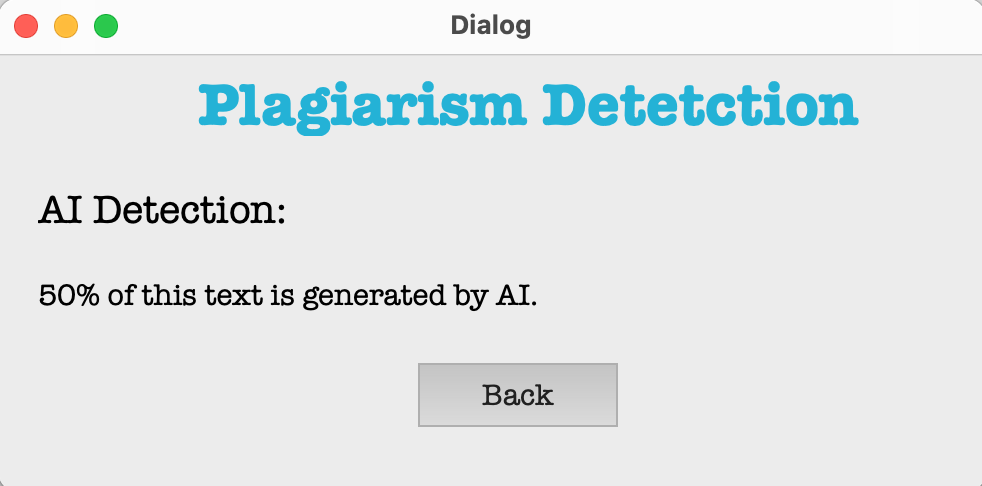 Dialog
Plagiarism Detetction
AI Detection:
50% of this text is generated by AI.
Back